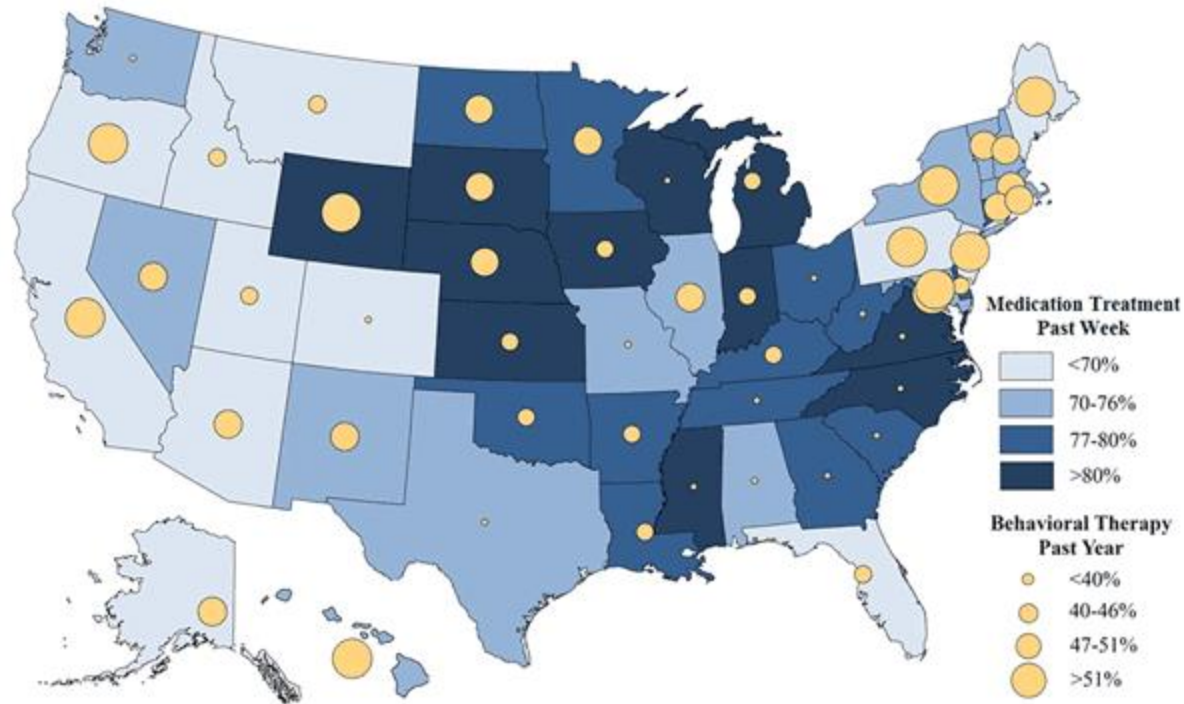 Medication Treatment
Past Week
<70%
70-76%
77-80%
>80%
Behavioral Therapy
Past Year
<40%
40-46%
47-51%
>51%